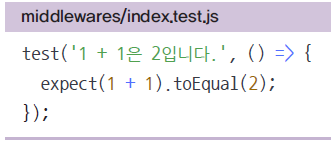 middlewares/index.test.js
test('1 + 1은 2입니다.', () => {
  expect(1 + 1).toEqual(2);
});